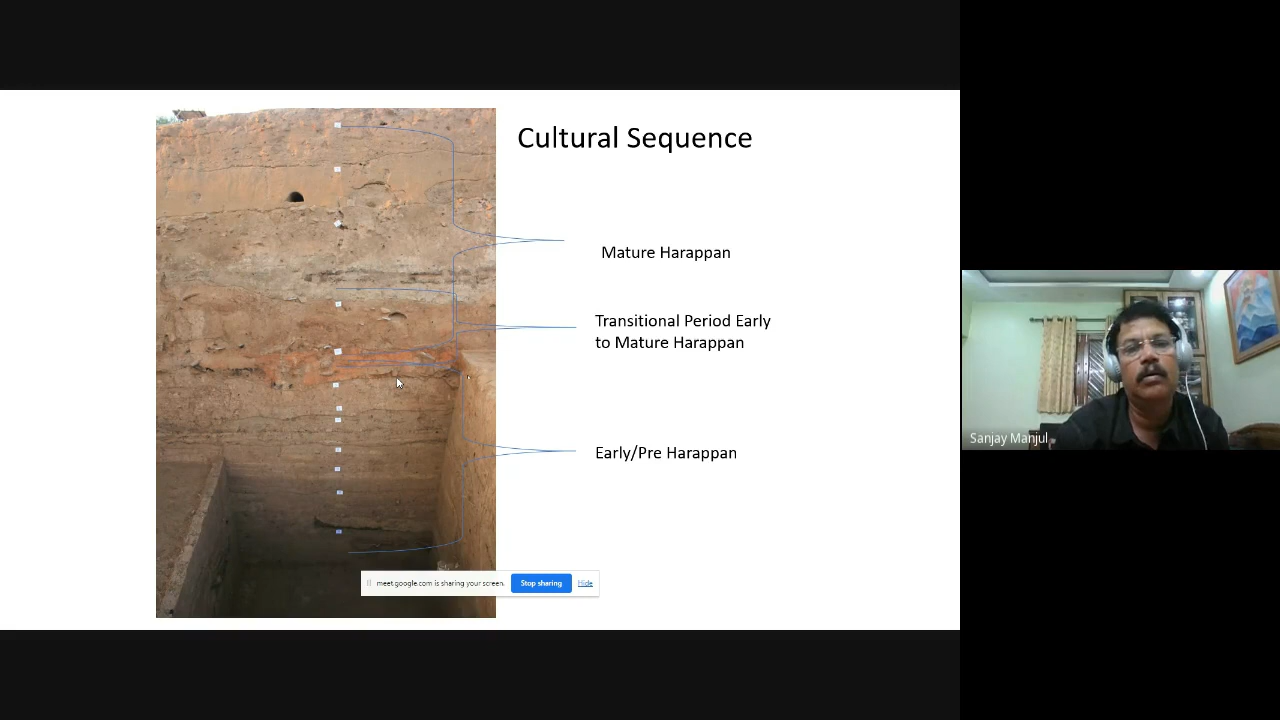 Cultural Sequence
Mature Harappan
Transitional Period Early
to Mature Harappan
Early/Pre Harappan
meet.google.com is sharing your screen.
Stop sharing
Hide
Sanjay Manjul